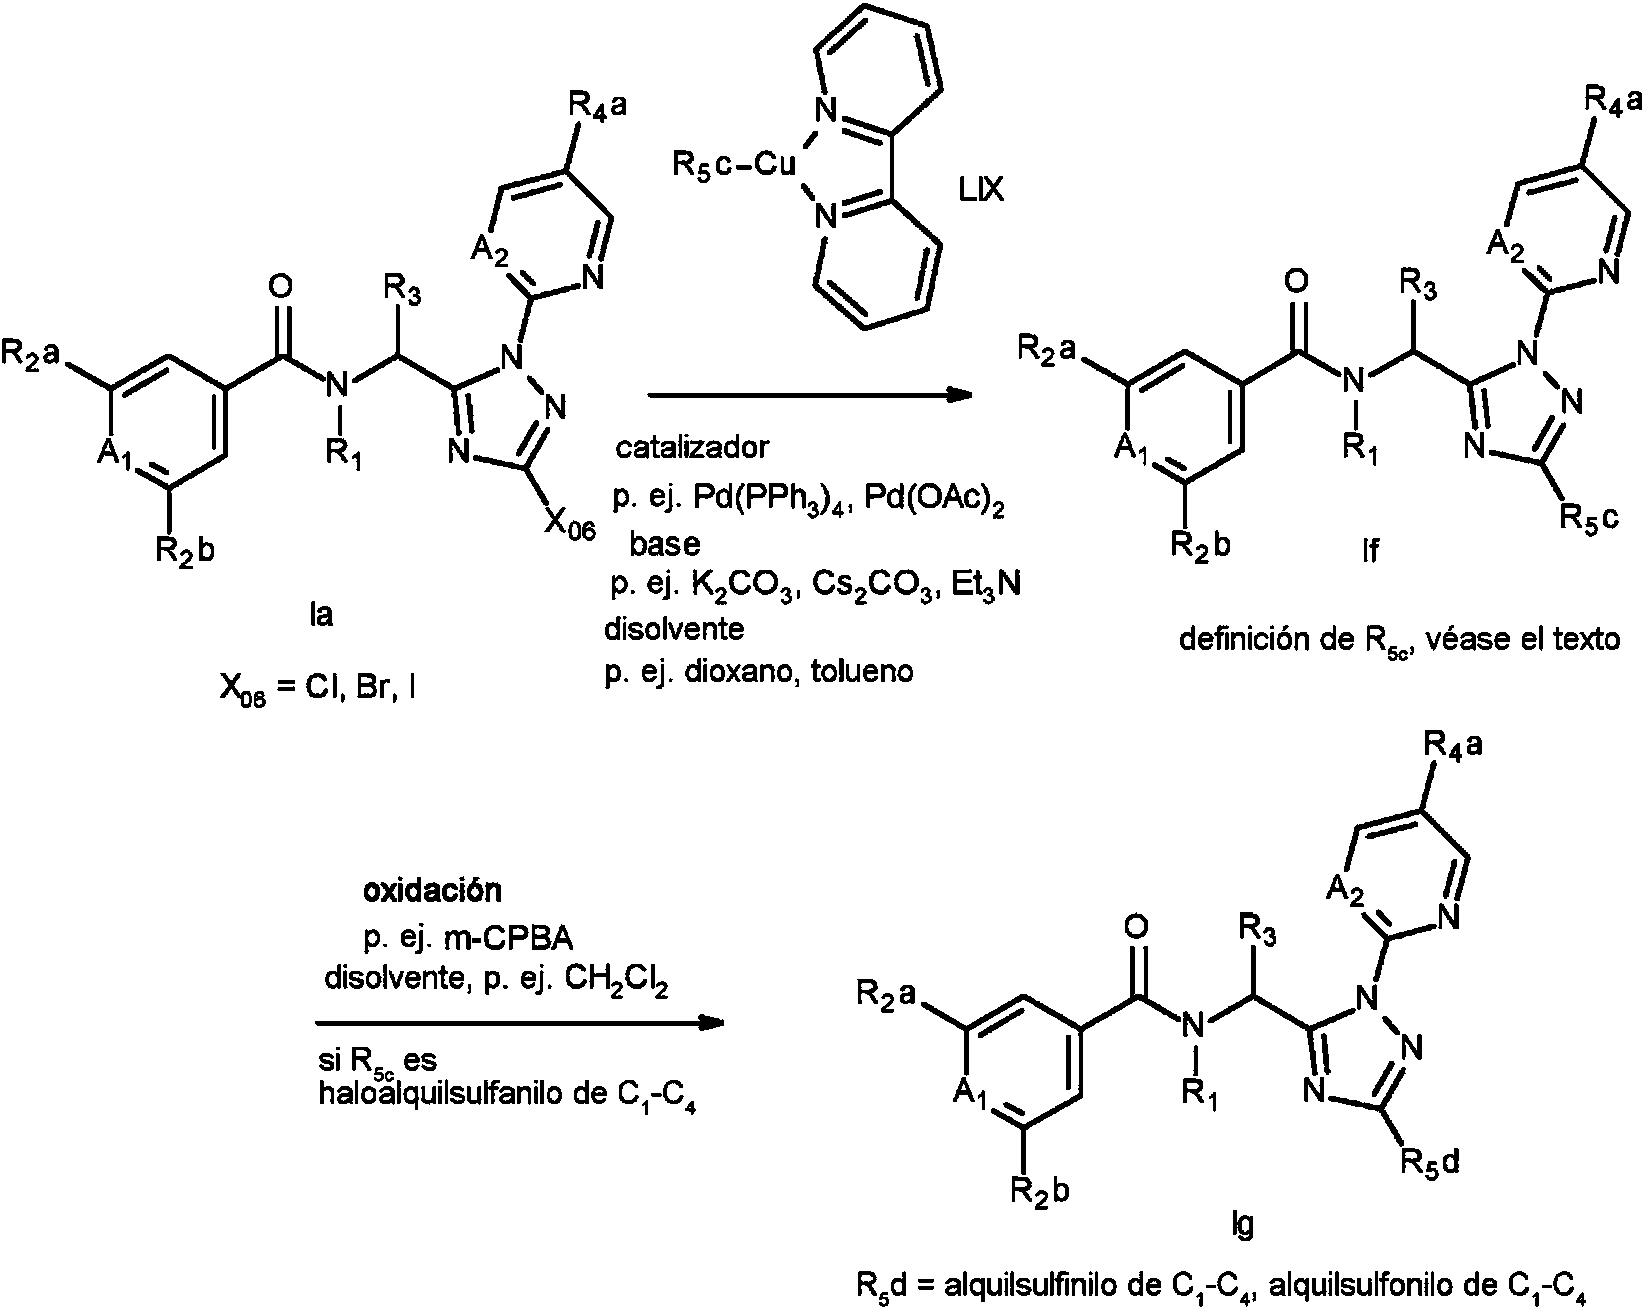 R4a
N
R5c-Cu
N
LIX
A2
N
O
R3
R2a
N
N
N
N
A1
R1
X06
R2b
Ia
X06 = Cl, Br, I
catalizador
p. ej. Pd(PPh3)4, Pd(OAc)2
base
p. ej. K2CO3, Cs2CO3, Et3N
disolvente
p. ej. dioxano, tolueno
R4a
A2
N
O
R3
R2a
N
N
N
N
A1
R1
R5c
R2b
If
definición de R5c, véase el texto
oxidación
p. ej. m-CPBA
disolvente, p. ej. CH2Cl2
si R5c es
haloalquilsulfanilo de C1-C4
R4a
A2
N
O
R3
R2a
N
N
N
N
A1
R1
R5d
R2b
Ig
R5d = alquilsulfinilo de C1-C4, alquilsulfonilo de C1-C4